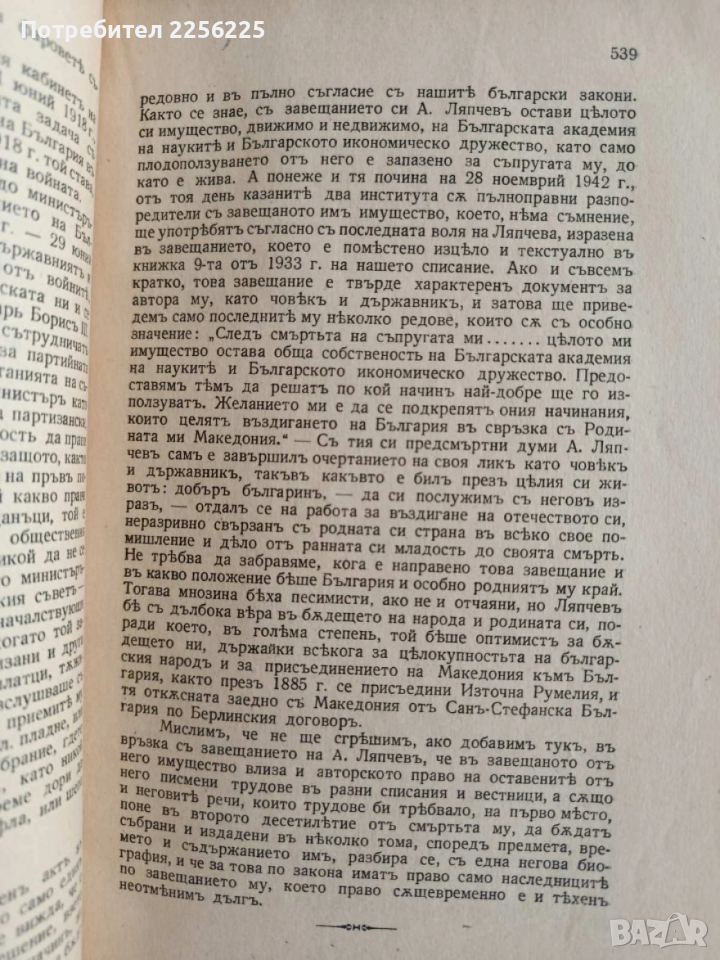 Потребител 2256225
539
редовно и въ пълно съгласие съ нашитѣ български закони.
Както се знае, съ завещанието си А. Ляпчевъ остави цѣлото
си имущество, движимо и недвижимо, на Българската академия
на наукитѣ и Българското икономическо дружество, като само
плодоползуването отъ него е запазено за съпругата му, до
като е жива. А понеже и тя почина на 28 ноемврий 1942 г.,
отъ тоя день казанитѣ два института сѫ пълноправни разпо-
редители съ завещаното имъ имущество, което, нѣма съмнение,
ще употрѣбятъ съгласно съ последната воля на Ляпчева, изразена
въ завещанието, което е помѣстено изцѣло и текстуално въ
книжка 9-та отъ 1933 г. на нашето списание. Ако и съвсем
кратко, това завещание е твърде характеренъ документъ за
автора му, като човѣкъ и държавникъ, и затова ще приве-
демъ само последнитѣ му нѣколко редове, които сѫ съ особно
значение: „Следъ смъртьта на съпругата ми....... цѣлото ми
имущество остава обща собственость на Българската академия
на наукитѣ и Българското икономическо дружество. Предо-
ставямъ тѣмъ да решатъ по кой начинъ най-добре ще го из-
ползуватъ. Желанието ми е да се подкрепятъ ония начинания,
които целятъ въздигането на България въ свръзка съ Роди-
ната ми Македония.“ — Съ тия си предсмъртни думи А. Ляп-
чевъ самъ е завършилъ очертанието на своя ликъ като човѣкъ
и държавникъ, такъвъ какъвто е билъ през цѣлия си жи-
вотъ: добъръ българинъ, — да си послужимъ съ неговъ из-
разъ, — отдалъ се на работа за въздигане на отечеството си,
неразривно свързанъ съ родната си страна въ всѣко свое по-
мишление и дѣло отъ ранната си младость до своята смърть.
Не трѣбва да забравяме, кога е направено това завещание и
въ какво положение бѣше България и особно родниятъ му край.
Тогава мнозина бѣха песимисти, ако не и отчаяни, но Ляпчевъ
бѣ съ дълбока вѣра въ бѫдещето на народа и родината си, по-
ради което, въ голѣма степень, той бѣше оптимистъ за бѫ-
дещето ни, държайки всѣкога за цѣлокупностьта на българ-
ския народъ и за присъединението на Македония къмъ Бъл-
гария, както презъ 1885 г. се присъедини Източна Румелия, и
тя откѫсната заедно съ Македония отъ Санъ-Стефанска Бъл-
гария по Берлинския договоръ.
Мислимъ, че не ще сгрѣшимъ, ако добавимъ тукъ, въ
връзка съ завещанието на А. Ляпчевъ, че въ завещаното отъ
него имущество влиза и авторското право на оставенитѣ отъ
него писмени трудове въ разни списания и вестници, а сѫщо
и неговитѣ речи, които трудове би трѣбвало, на първо мѣсто,
поне въ второто десетилѣтие отъ смъртьта му, да бѫдатъ
събрани и издадени въ нѣколко тома, споредъ предмета, вре-
мето и съдържанието имъ, разбира се, съ една негова био-
графия, и че за това по закона иматъ право само наследницитѣ
по завещанието му, което право сѫщевременно е и тѣхенъ
неотмѣнимъ дългъ.
BAZAR